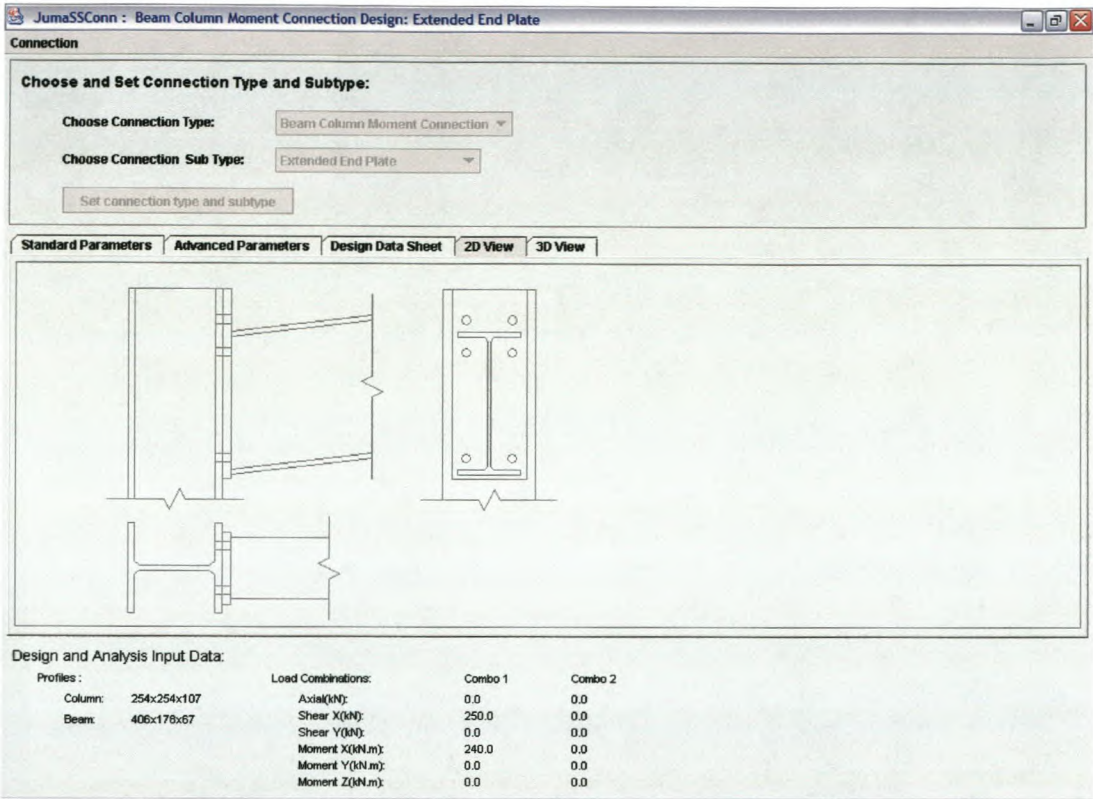 JumaSSConn : Beam Column Moment Connection Design: Extended End Plate
Connection
Choose and Set Connection Type and Subtype:
Choose Connection Type: Beam Column Moment Connection
Choose Connection Sub Type: Extended End Plate
Set connection type and subtype
Standard Parameters Advanced Parameters Design Data Sheet 2D View 3D View
Design and Analysis Input Data:
Profiles : Load Combinations: Combo 1 Combo 2
Column: 254x254x107 Axial(kN): 0.0 0.0
Beam: 406x178x67 Shear X(kN): 250.0 0.0
Shear Y(kN): 0.0 0.0
Moment X(kN.m): 240.0 0.0
Moment Y(kN.m): 0.0 0.0
Moment Z(kN.m): 0.0 0.0